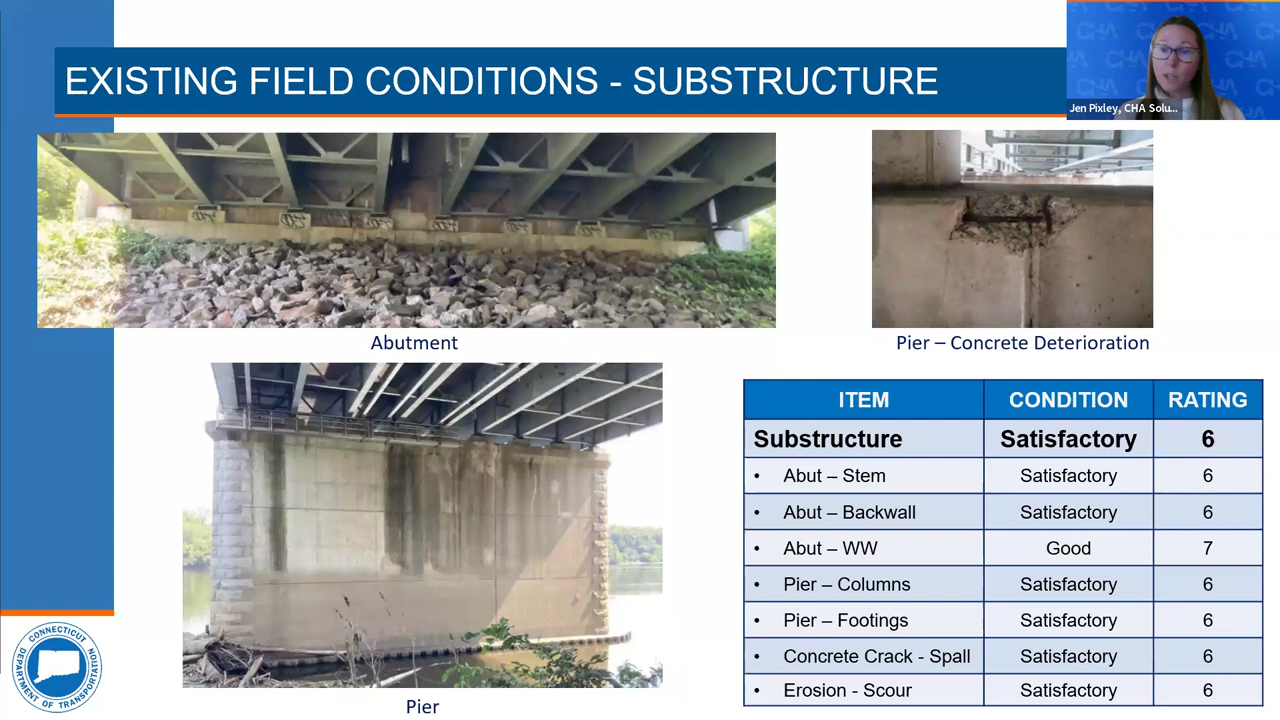 EXISTING FIELD CONDITIONS - SUBSTRUCTURE
Jen Pixley, CHA Solu...
CHA
Abutment
Pier – Concrete Deterioration
Pier
ITEM CONDITION RATING
Substructure Satisfactory 6
• Abut – Stem Satisfactory 6
• Abut – Backwall Satisfactory 6
• Abut – WW Good 7
• Pier – Columns Satisfactory 6
• Pier – Footings Satisfactory 6
• Concrete Crack - Spall Satisfactory 6
• Erosion - Scour Satisfactory 6
CONNECTICUT
DEPARTMENT OF TRANSPORTATION